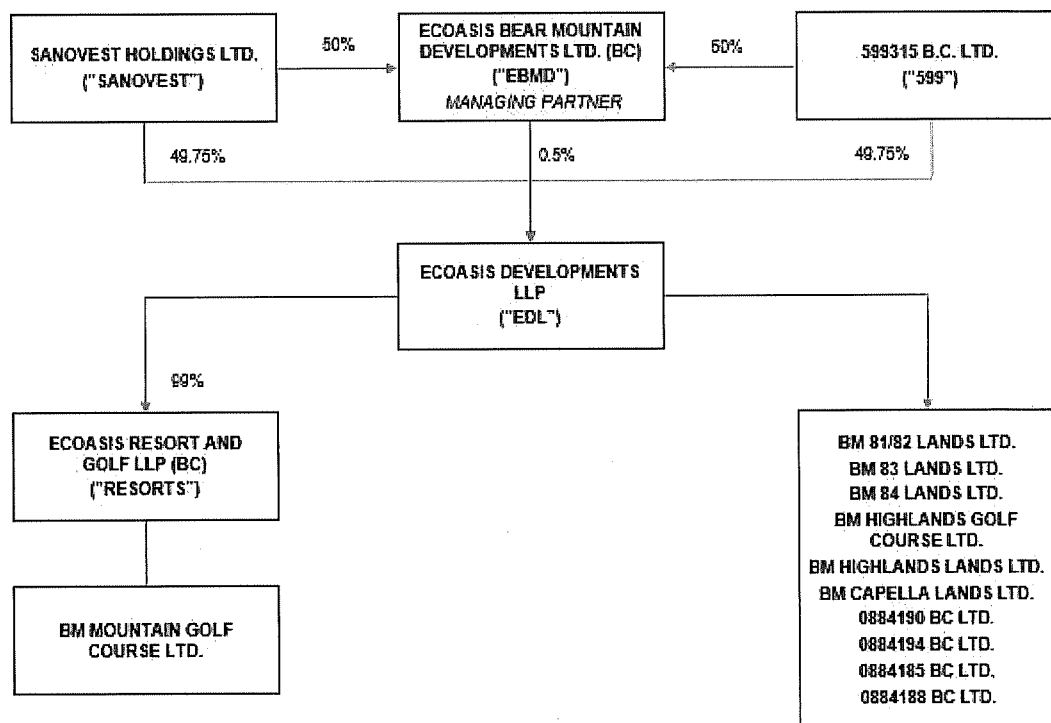 SANOVEST HOLDINGS LTD.
("SANOVEST")
50%
ECOASIS BEAR MOUNTAIN
DEVELOPMENTS LTD. (BC)
("EBMD")
MANAGING PARTNER
50%
599315 B.C. LTD.
("599")
49.75%
0.5%
49.75%
ECOASIS DEVELOPMENTS
LLP
("EDL")
99%
ECOASIS RESORT AND
GOLF LLP (BC)
("RESORTS")
BM MOUNTAIN GOLF
COURSE LTD.
BM 81/82 LANDS LTD.
BM 83 LANDS LTD.
BM 84 LANDS LTD.
BM HIGHLANDS GOLF
COURSE LTD.
BM HIGHLANDS LANDS LTD.
BM CAPELLA LANDS LTD.
0884190 BC LTD.
0884194 BC LTD.
0884185 BC LTD.
0884188 BC LTD.